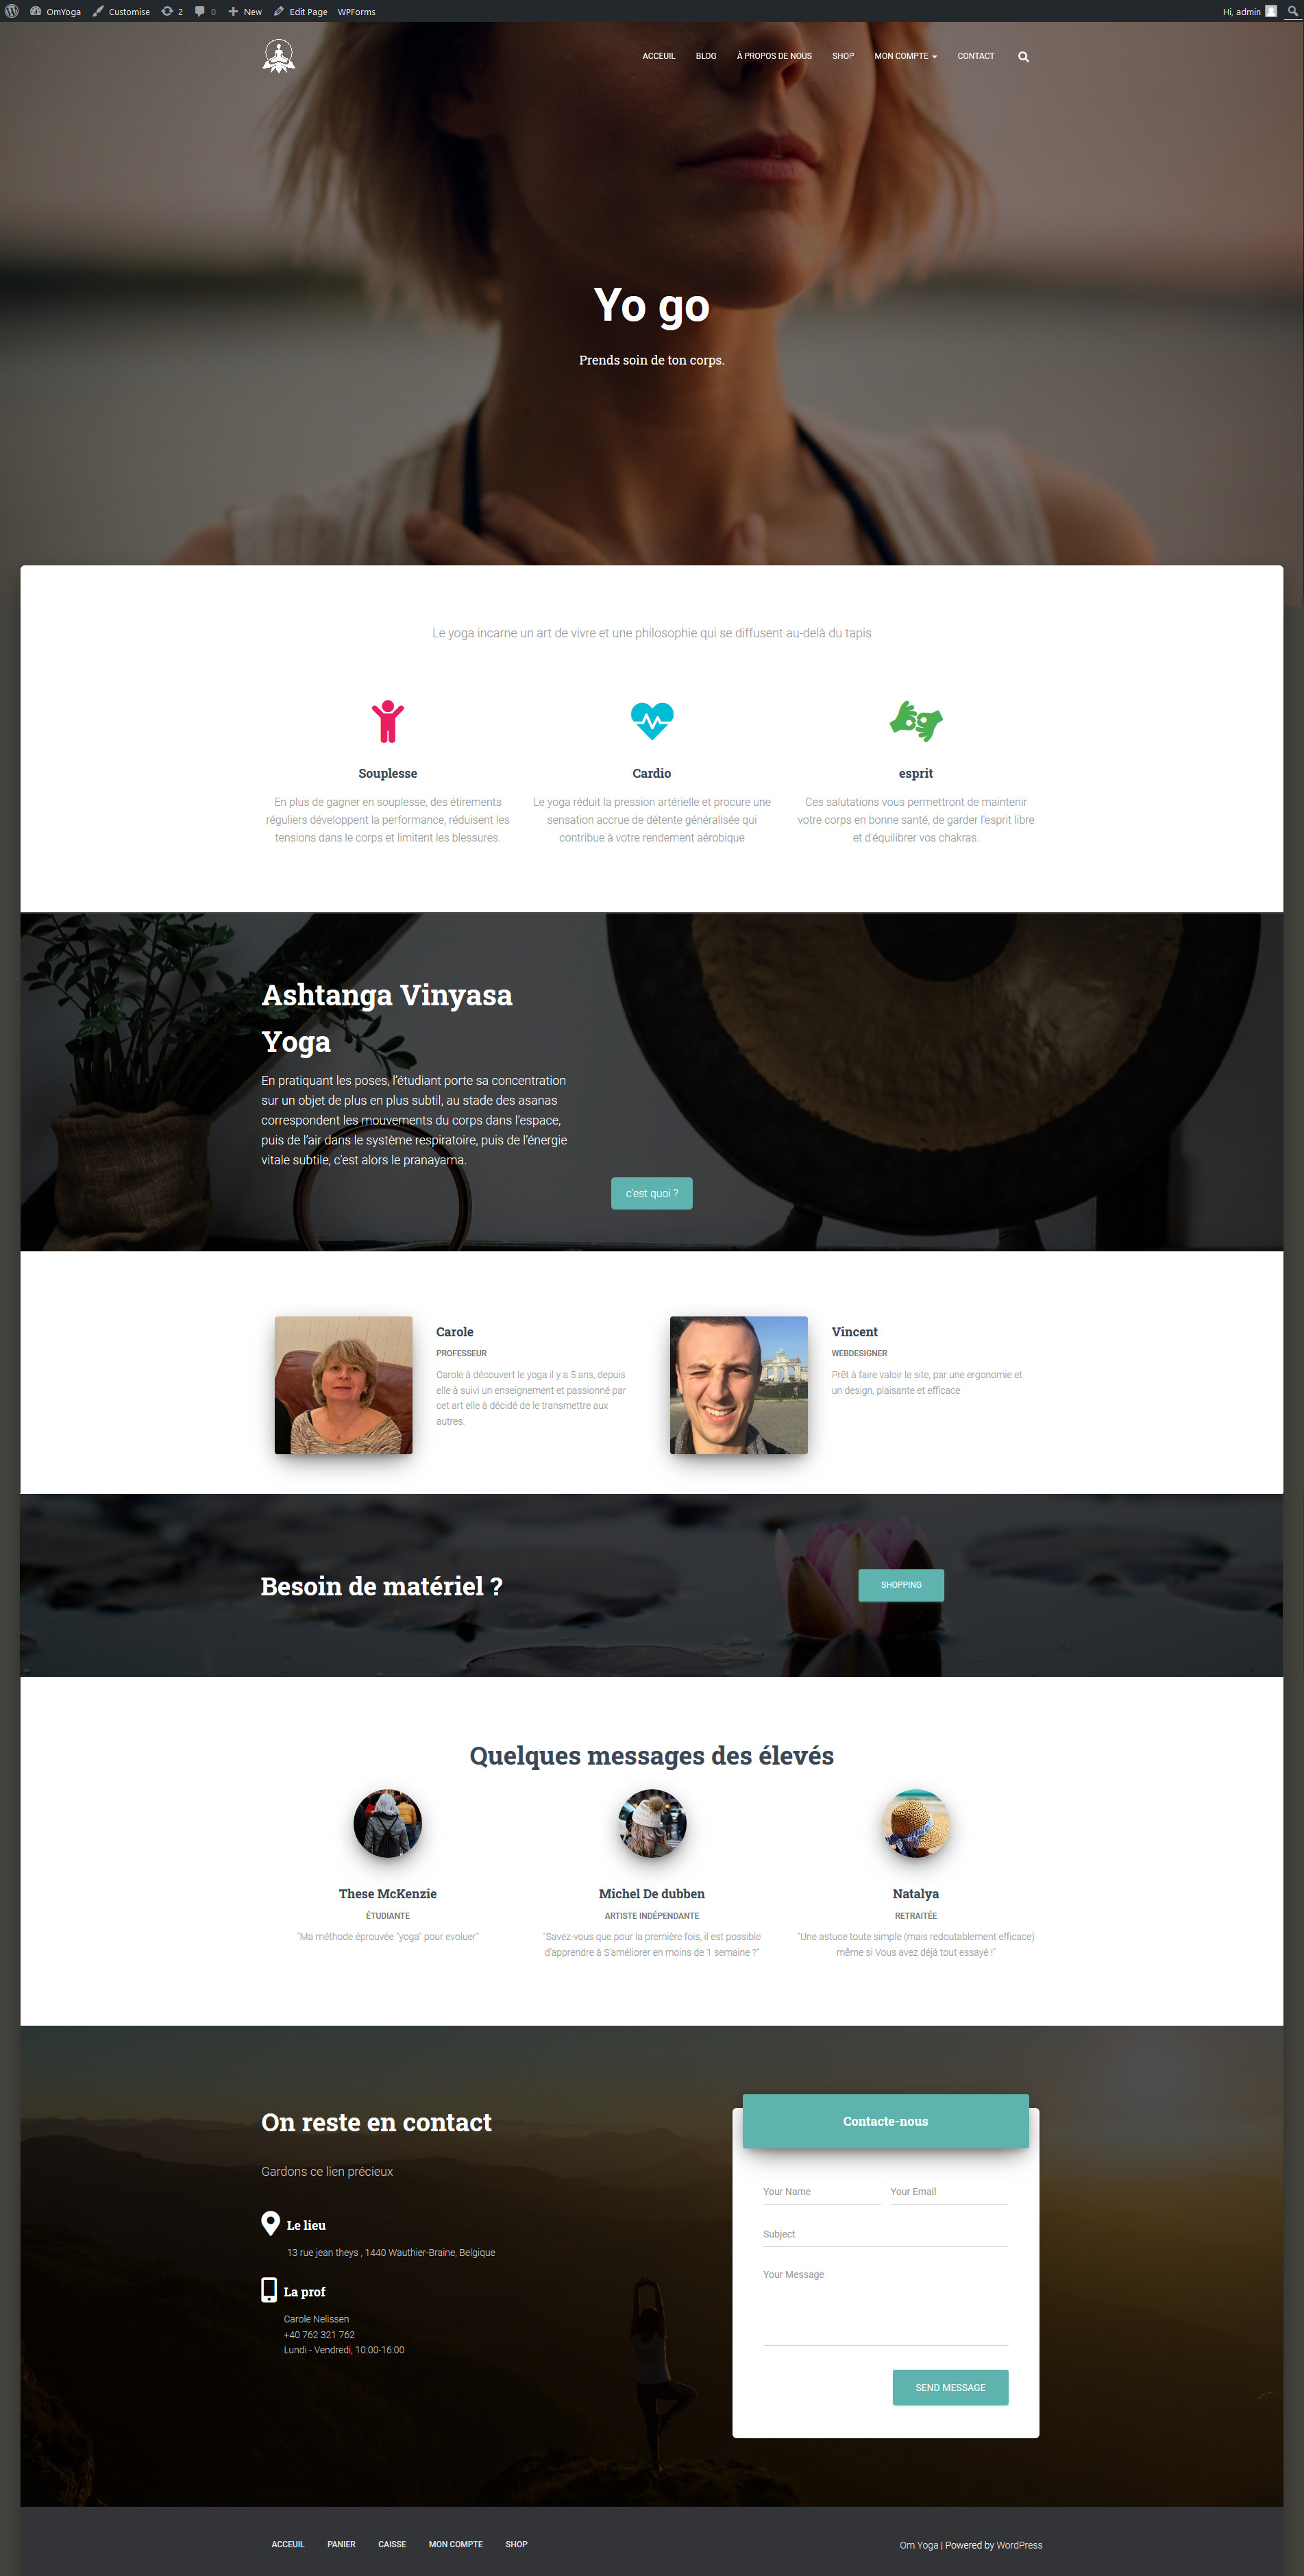 OmYoga Customise 2 0 New Edit Page WPForms Hi, admin
ACCEUIL BLOG À PROPOS DE NOUS SHOP MON COMPTE CONTACT
Yo go
Prends soin de ton corps.
Le yoga incarne un art de vivre et une philosophie qui se diffusent au-delà du tapis
Souplesse
En plus de gagner en souplesse, des étirements
réguliers développent la performance, réduisent les
tensions dans le corps et limitent les blessures.
Cardio
Le yoga réduit la pression artérielle et procure une
sensation accrue de détente généralisée qui
contribue à votre rendement aérobique
esprit
Ces salutations vous permettront de maintenir
votre corps en bonne santé, de garder l'esprit libre
et d'équilibrer vos chakras.
Ashtanga Vinyasa
Yoga
En pratiquant les poses, l'étudiant porte sa concentration
sur un objet de plus en plus subtil, au stade des asanas
correspondent les mouvements du corps dans l'espace,
puis de l'air dans le système respiratoire, puis de l'énergie
vitale subtile, c'est alors le pranayama.
c'est quoi ?
Carole
PROFESSEUR
Carole à découvert le yoga il y a 5 ans, depuis
elle à suivi un enseignement et passionné par
cet art elle à décidé de le transmettre aux
autres.
Vincent
WEBDESIGNER
Prêt à faire valoir le site, par une ergonomie et
un design, plaisante et efficace
Besoin de matériel ?
SHOPPING
Quelques messages des élevés
These McKenzie
ÉTUDIANTE
"Ma méthode éprouvée "yoga" pour evoluer"
Michel De dubben
ARTISTE INDÉPENDANTE
"Savez-vous que pour la première fois, il est possible
d'apprendre à S'améliorer en moins de 1 semaine ?"
Natalya
RETRAITÉE
"Une astuce toute simple (mais redoutablement efficace)
même si Vous avez déjà tout essayé !"
On reste en contact
Gardons ce lien précieux
Le lieu
13 rue jean theys , 1440 Wauthier-Braine, Belgique
La prof
Carole Nelissen
+40 762 321 762
Lundi - Vendredi, 10:00-16:00
Contacte-nous
Your Name Your Email
Subject
Your Message
SEND MESSAGE
ACCEUIL PANIER CAISSE MON COMPTE SHOP
Om Yoga | Powered by WordPress